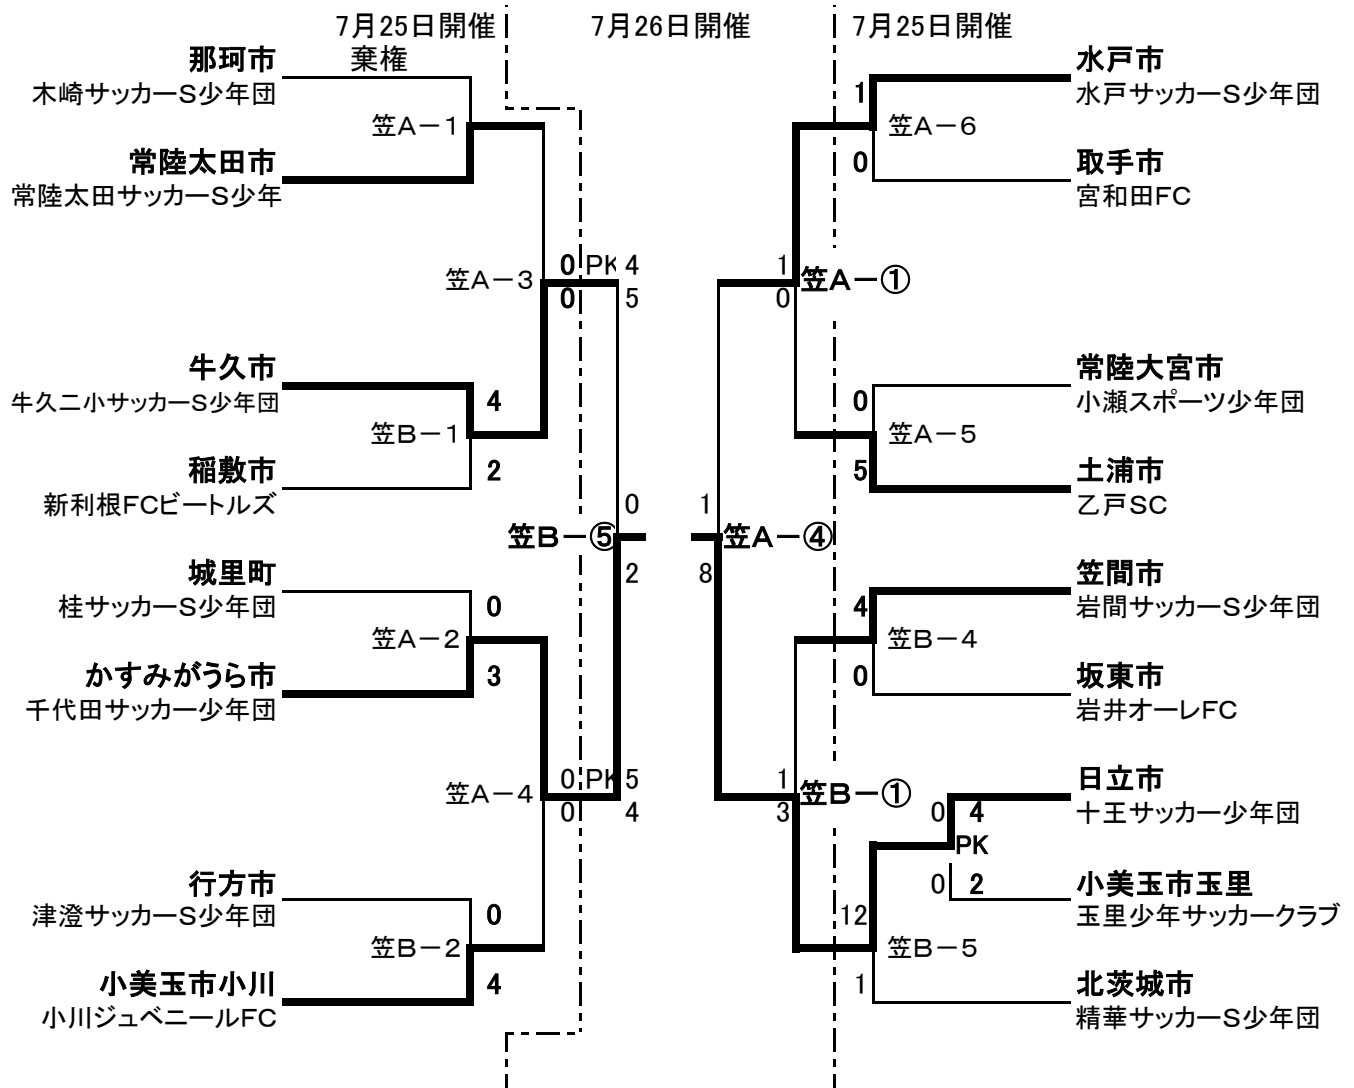 7月25日開催
7月26日開催
7月25日開催
那珂市
棄権
木崎サッカーS少年団
笠A-1
常陸太田市
常陸太田サッカーS少年
笠A-3
0 PK 4
0 5
牛久市
牛久二小サッカーS少年団
4
笠B-1
稲敷市
2
新利根FCビートルズ
0
笠B-⑤
2
城里町
桂サッカーS少年団
0
笠A-2
かすみがうら市
3
千代田サッカー少年団
笠A-4
0 PK 5
0 4
行方市
津澄サッカーS少年団
0
笠B-2
小美玉市小川
4
小川ジュベニールFC
水戸市
1
水戸サッカーS少年団
笠A-6
取手市
0
宮和田FC
1
笠A-①
0
常陸大宮市
0
小瀬スポーツ少年団
笠A-5
土浦市
5
乙戸SC
1
笠A-④
8
笠間市
4
岩間サッカーS少年団
笠B-4
坂東市
0
岩井オーレFC
1
笠B-①
3
日立市
0 4
十王サッカー少年団
PK
小美玉市玉里
0 2
玉里少年サッカークラブ
12
笠B-5
北茨城市
1
精華サッカーS少年団